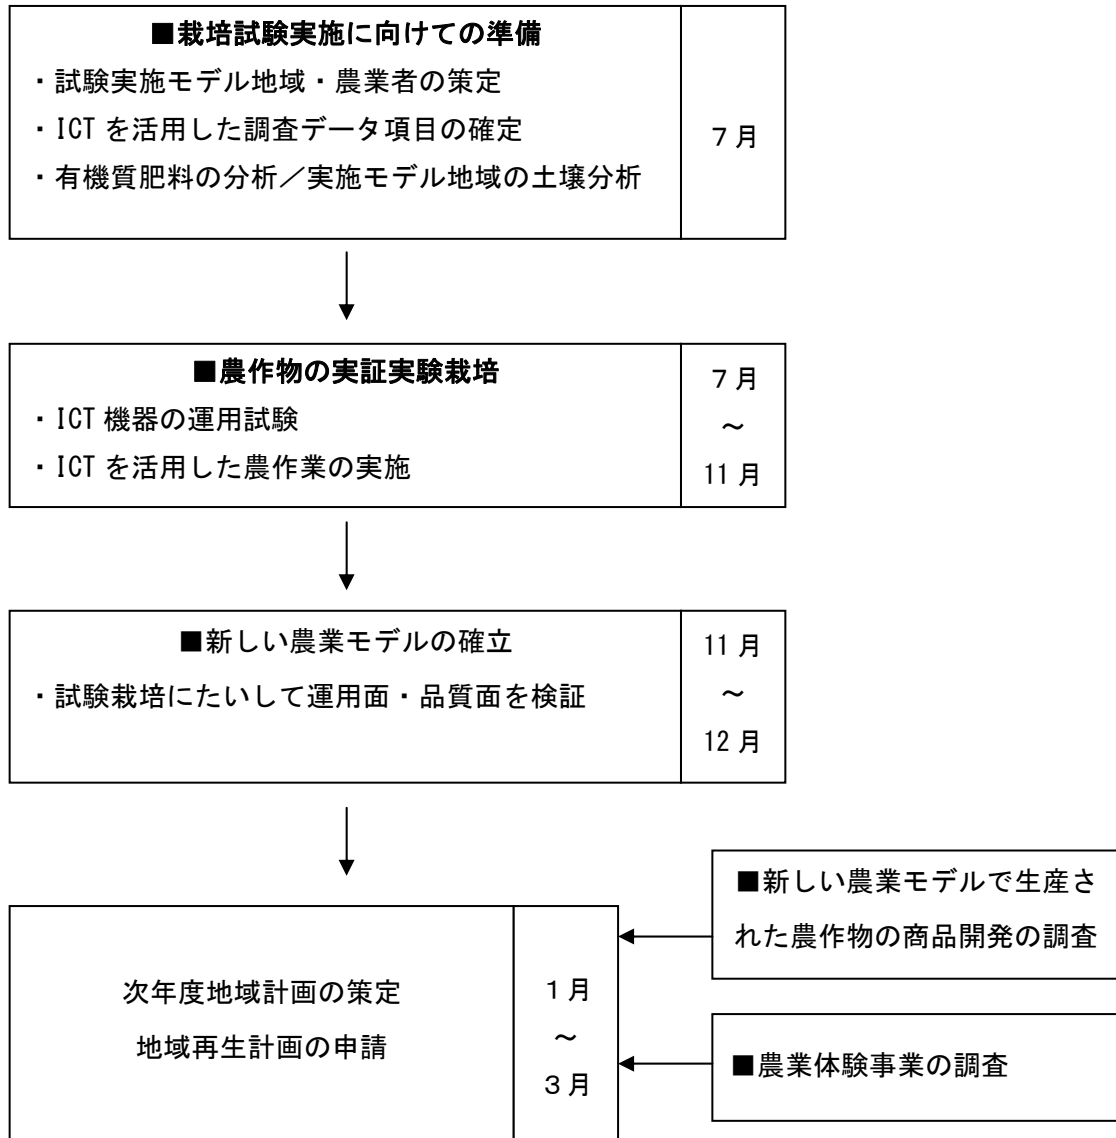 ■栽培試験実施に向けての準備
・試験実施モデル地域・農業者の策定
・ICT を活用した調査データ項目の確定
・有機質肥料の分析／実施モデル地域の土壌分析
７月
■農作物の実証実験栽培
・ICT 機器の運用試験
・ICT を活用した農作業の実施
７月
～
11 月
■新しい農業モデルの確立
・試験栽培にたいして運用面・品質面を検証
11 月
～
12 月
■新しい農業モデルで生産さ
れた農作物の商品開発の調査
次年度地域計画の策定
地域再生計画の申請
１月
～
３月
■農業体験事業の調査